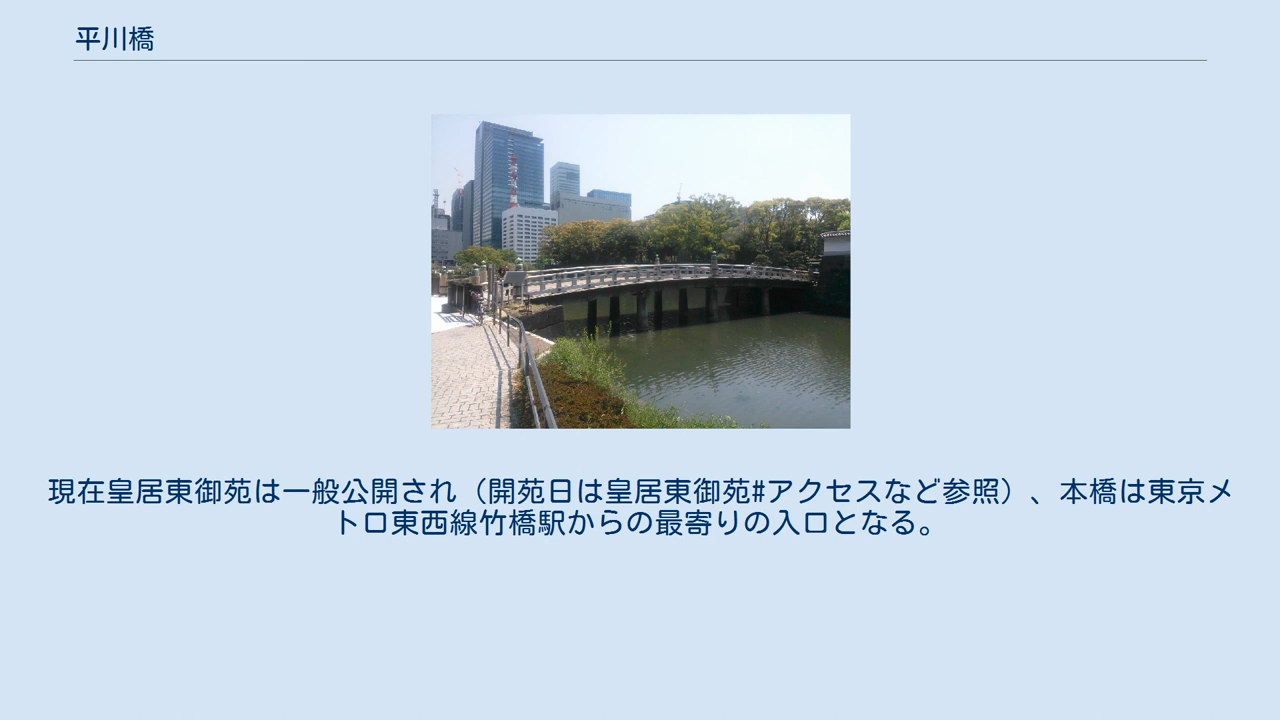 平川橋
現在皇居東御苑は一般公開され（開苑日は皇居東御苑#アクセスなど参照）、本橋は東京メ
トロ東西線竹橋駅からの最寄りの入口となる。